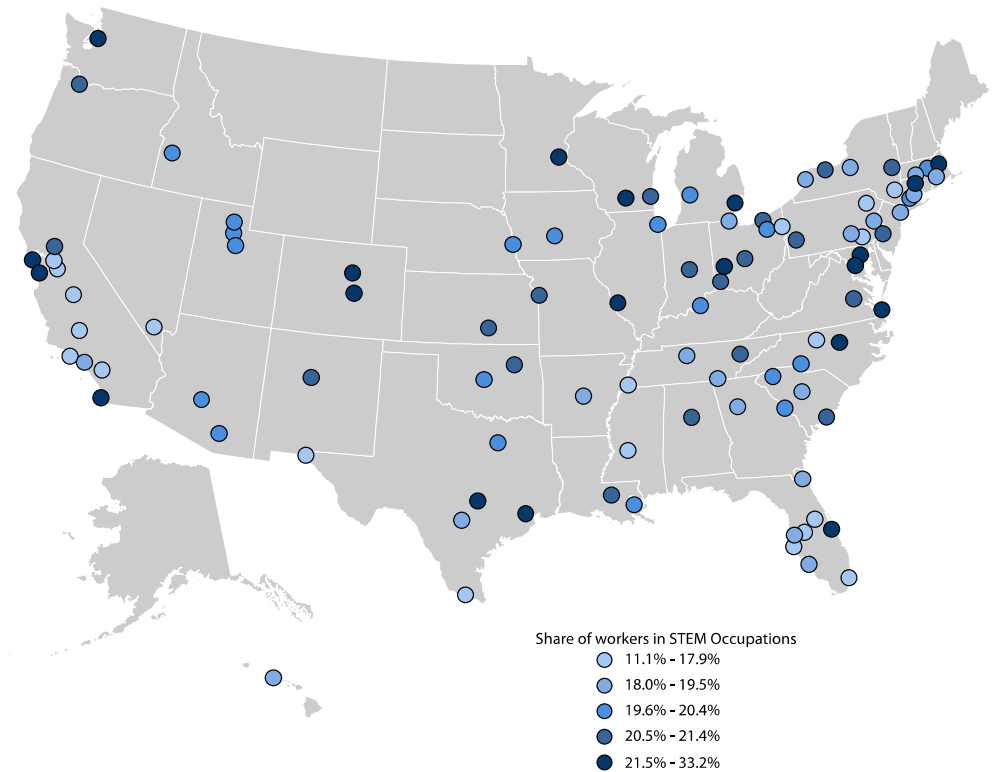 Share of workers in STEM Occupations
11.1% - 17.9%
18.0% - 19.5%
19.6% - 20.4%
20.5% - 21.4%
21.5% - 33.2%